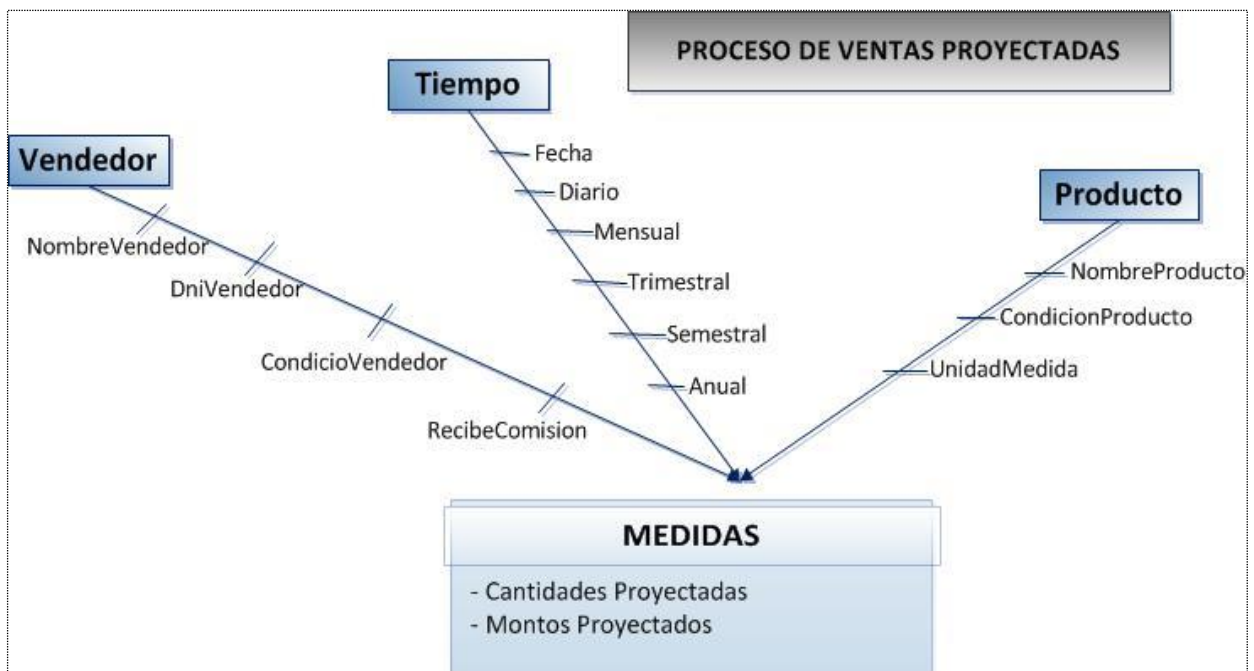 PROCESO DE VENTAS PROYECTADAS
Tiempo
Fecha
Diario
Mensual
Trimestral
Semestral
Anual
Vendedor
NombreVendedor
DniVendedor
CondicioVendedor
RecibeComision
Producto
NombreProducto
CondicionProducto
UnidadMedida
MEDIDAS
- Cantidades Proyectadas
- Montos Proyectados